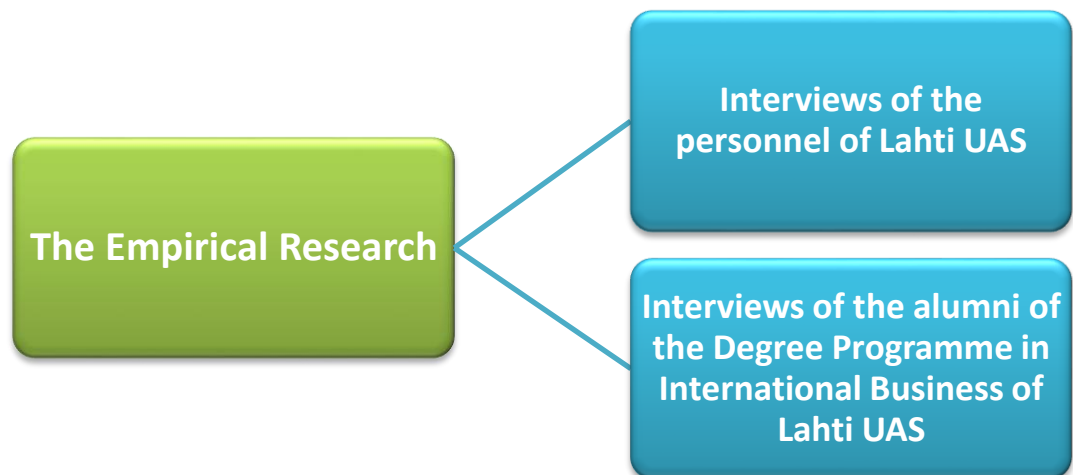 The Empirical Research
Interviews of the
personnel of Lahti UAS
Interviews of the alumni of
the Degree Programme in
International Business of
Lahti UAS